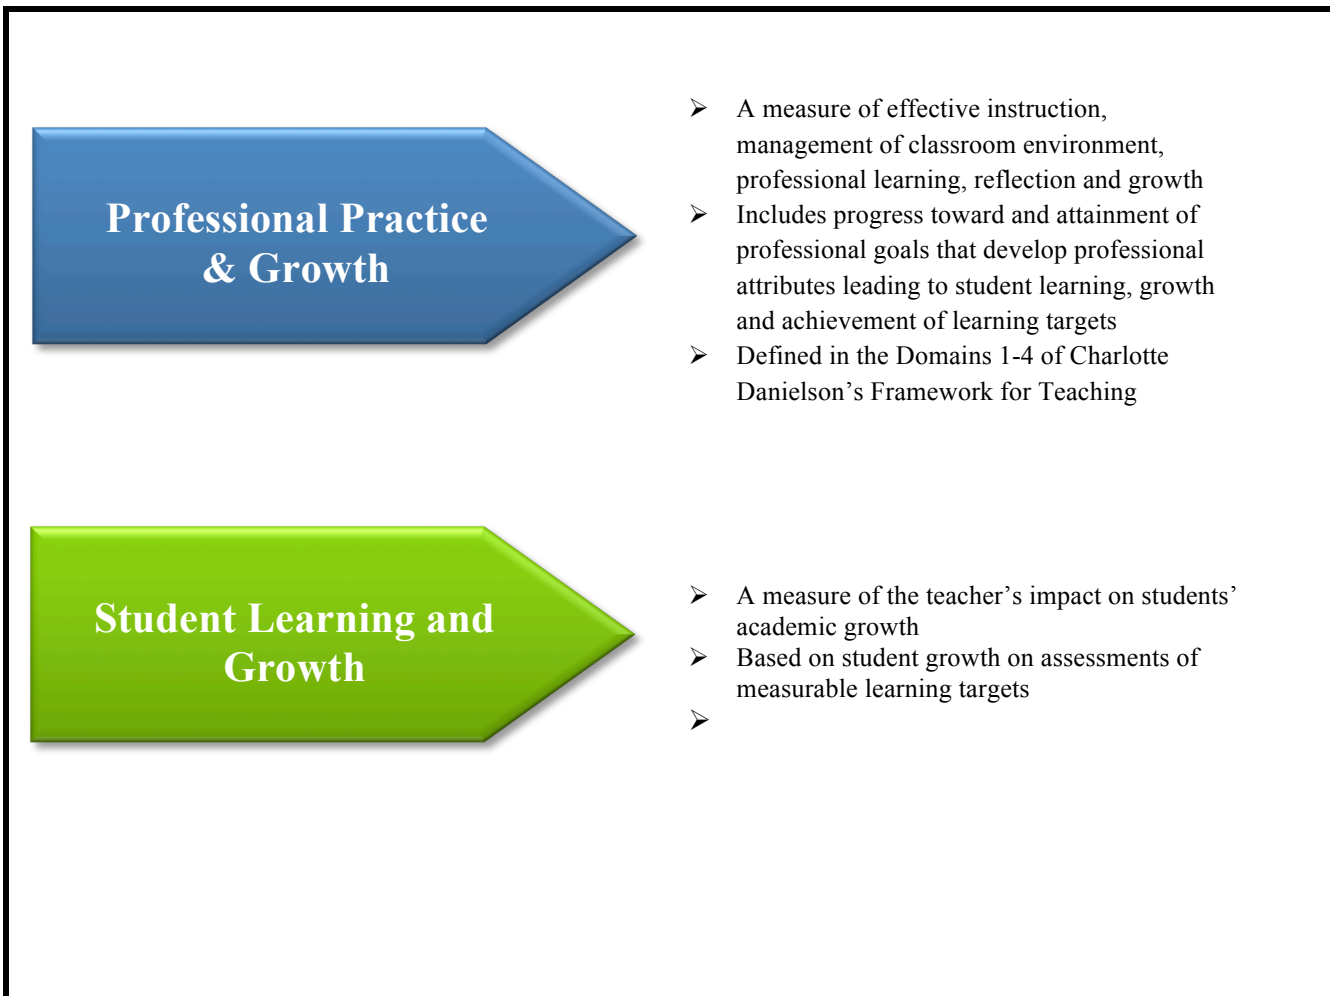 Professional Practice
& Growth
➢ A measure of effective instruction,
management of classroom environment,
professional learning, reflection and growth
➢ Includes progress toward and attainment of
professional goals that develop professional
attributes leading to student learning, growth
and achievement of learning targets
➢ Defined in the Domains 1-4 of Charlotte
Danielson’s Framework for Teaching
Student Learning and
Growth
➢ A measure of the teacher’s impact on students’
academic growth
➢ Based on student growth on assessments of
measurable learning targets
➢